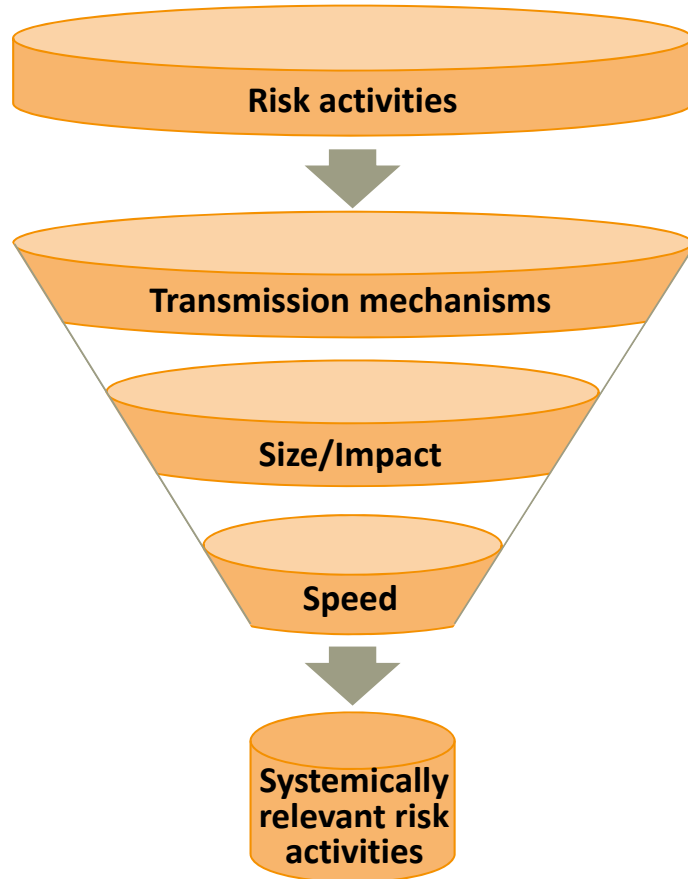 Risk activities
Transmission mechanisms
Size/Impact
Speed
Systemically
relevant risk
activities